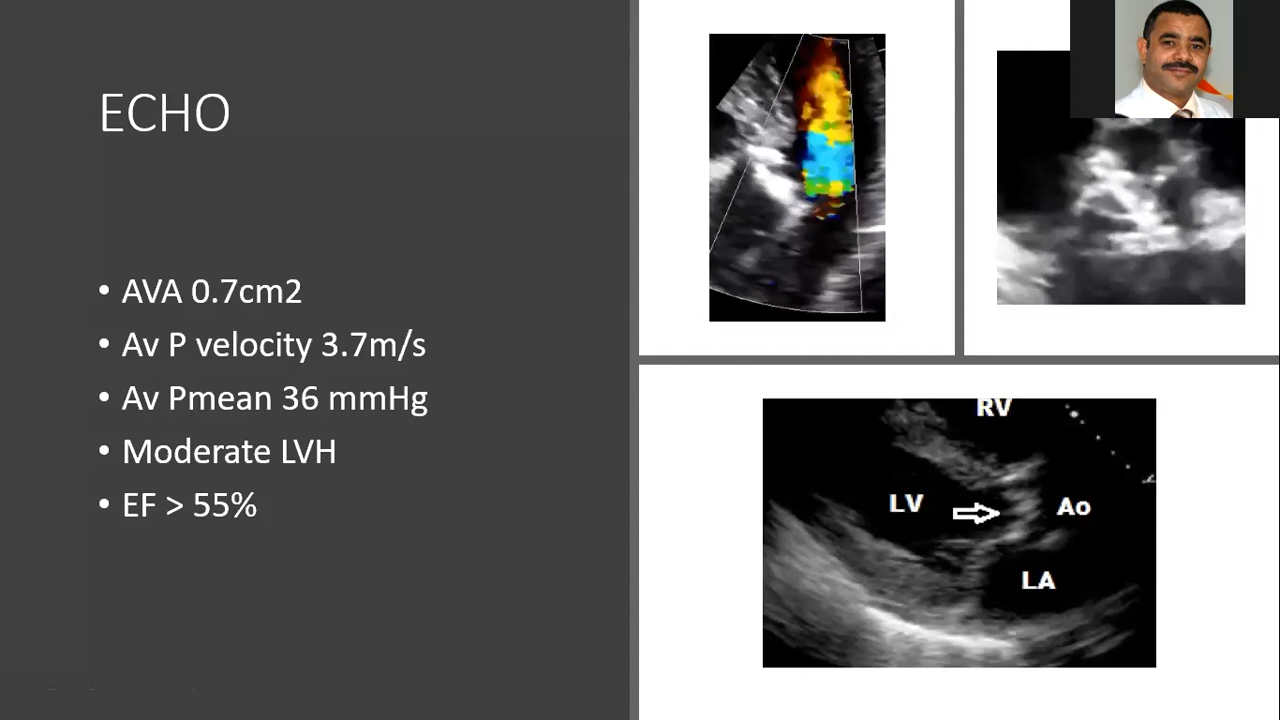 ECHO
• AVA 0.7cm2
• Av P velocity 3.7m/s
• Av Pmean 36 mmHg
• Moderate LVH
• EF > 55%
RV
LV
Ao
LA